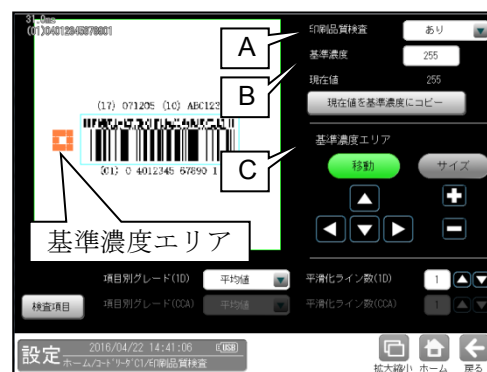 31.0ms
(01)04012345678901
(17) 071205 (10) ABC123
(01) 0 4012345 67890 1
基準濃度エリア
A
B
C
印刷品質検査 あり
基準濃度 255
現在値 255
現在値を基準濃度にコピー
基準濃度エリア
移動 サイズ
項目別グレード(1D) 平均値 平滑化ライン数(1D) 1
検査項目 項目別グレード(CCA) 平均値 平滑化ライン数(CCA) 1
設定 2016/04/22 14:41:06 USB
ホーム/コードリーダ C1/印刷品質検査
拡大縮小 ホーム 戻る